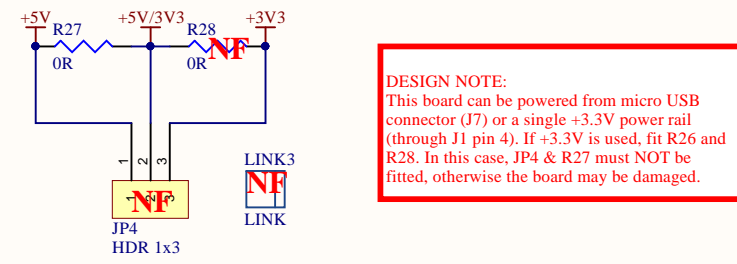 +5V +5V/3V3 +3V3
R27 R28
0R 0R NF
1 2 3
1 2 3
NF
JP4
HDR 1x3
LINK3
NF
LINK
DESIGN NOTE:
This board can be powered from micro USB
connector (J7) or a single +3.3V power rail
(through J1 pin 4). If +3.3V is used, fit R26 and
R28. In this case, JP4 & R27 must NOT be
fitted, otherwise the board may be damaged.